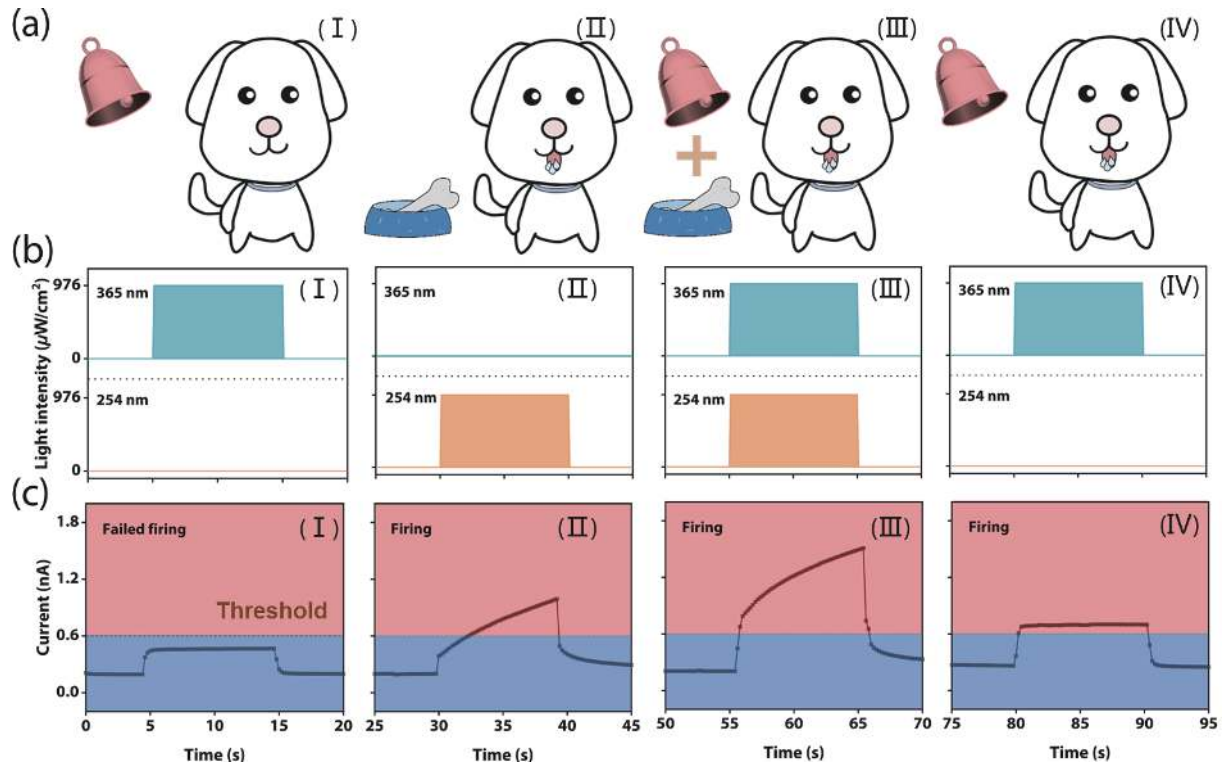 (a)
(Ⅰ)
(Ⅱ)
(Ⅲ)
(Ⅳ)
(b)
Light intensity (μW/cm²)
976
0
976
0
365 nm
(Ⅰ)
254 nm
365 nm
(Ⅱ)
254 nm
365 nm
(Ⅲ)
254 nm
365 nm
(Ⅳ)
254 nm
(c)
Current (nA)
1.8
1.2
0.6
0.0
Failed firing
(Ⅰ)
Threshold
0 5 10 15 20
Time (s)
Firing
(Ⅱ)
25 30 35 40 45
Time (s)
Firing
(Ⅲ)
50 55 60 65 70
Time (s)
Firing
(Ⅳ)
75 80 85 90 95
Time (s)